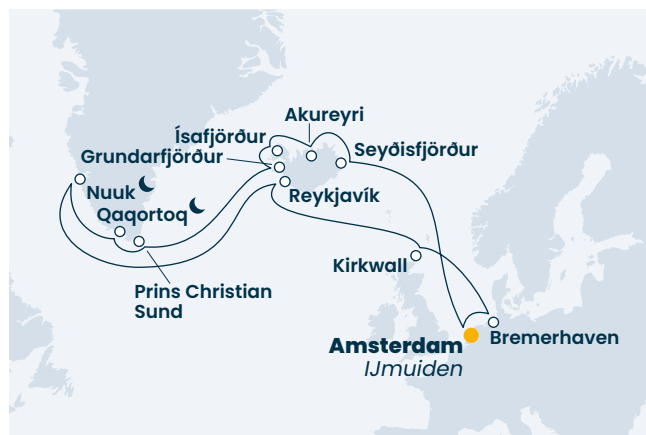 Akureyri
Ísafjörður
Seyðisfjörður
Grundarfjörður
Nuuk
Reykjavík
Qaqortoq
Kirkwall
Prins Christian
Sund
Bremerhaven
Amsterdam
IJmuiden